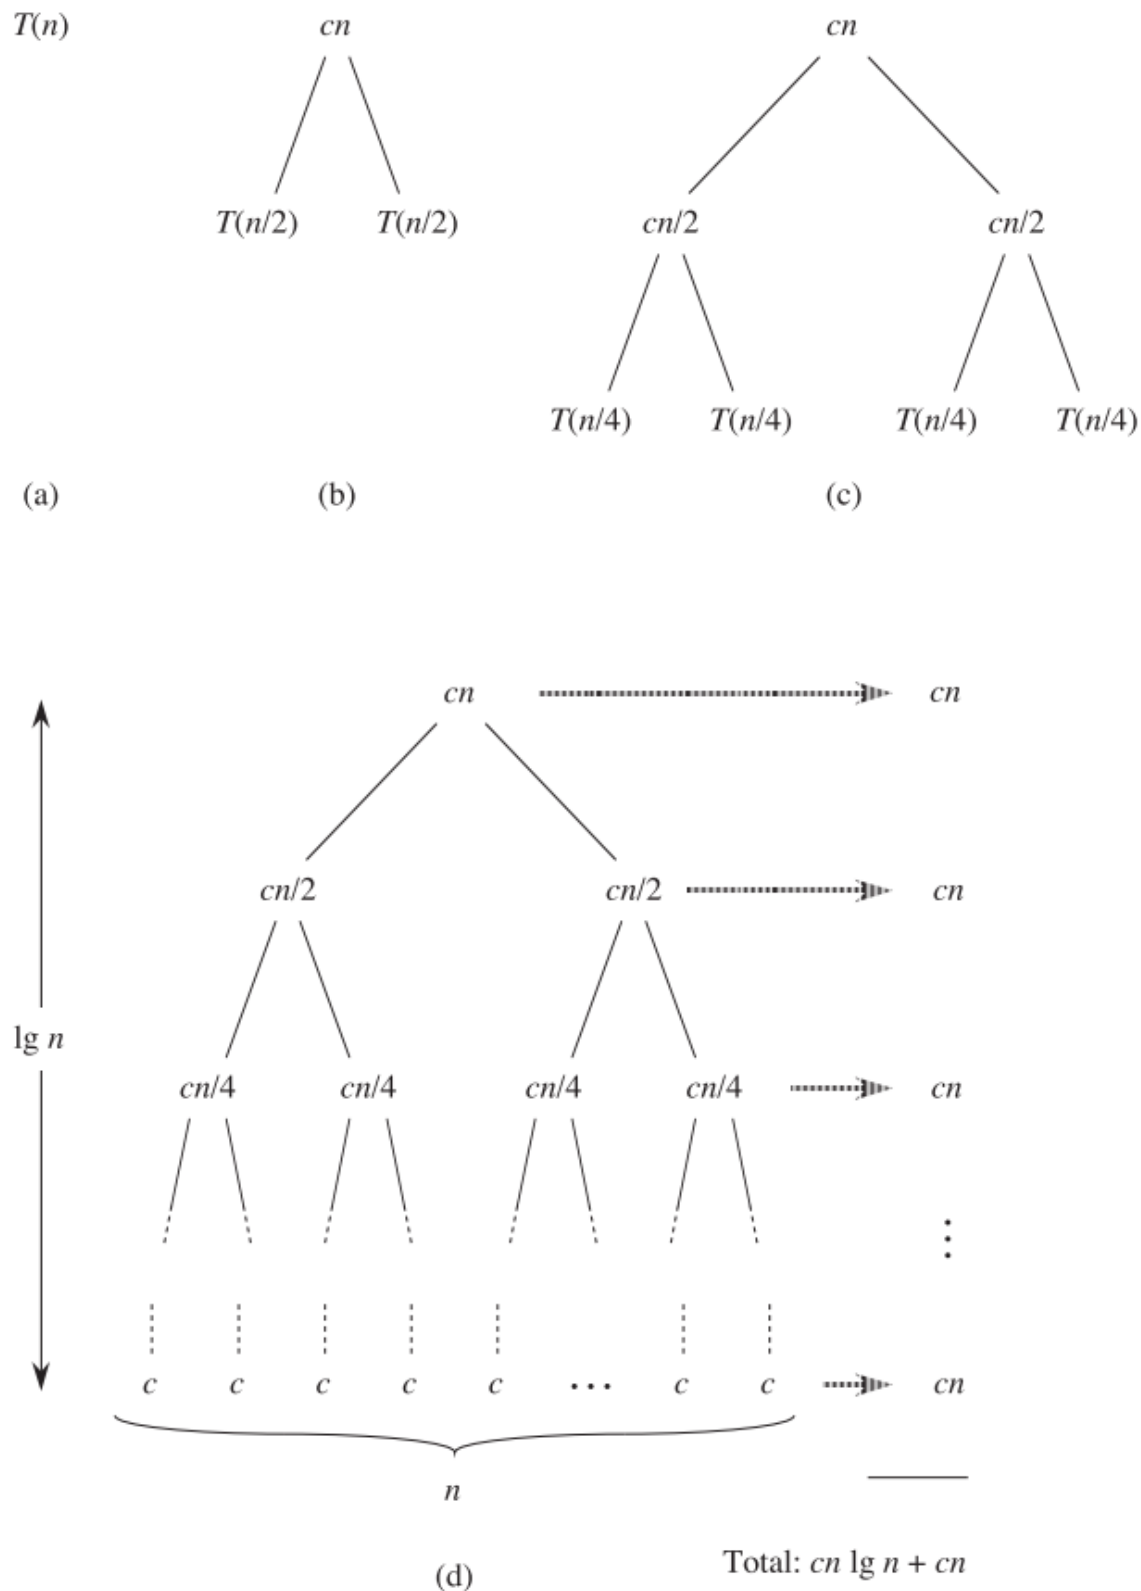 T(n) cn cn
T(n/2) T(n/2) cn/2 cn/2
T(n/4) T(n/4) T(n/4) T(n/4)
(a) (b) (c)
cn cn
cn/2 cn/2 cn
lg n
cn/4 cn/4 cn/4 cn/4 cn
c c c c c ... c c cn
n
Total: cn lg n + cn
(d)